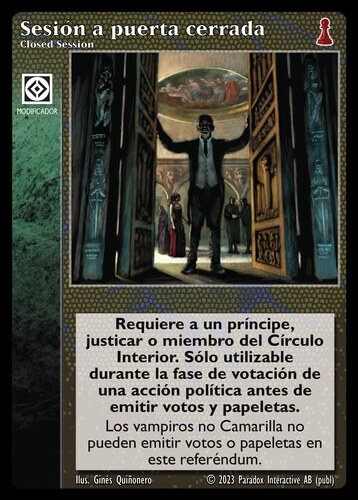 Sesión a puerta cerrada
Closed Session
MODIFICADOR
Requiere a un príncipe,
justicar o miembro del Círculo
Interior. Sólo utilizable
durante la fase de votación de
una acción política antes de
emitir votos y papeletas.
Los vampiros no Camarilla no
pueden emitir votos o papeletas en
este referéndum.
Ilus. Ginés Quiñonero
© 2023 Paradox Interactive AB (publ)